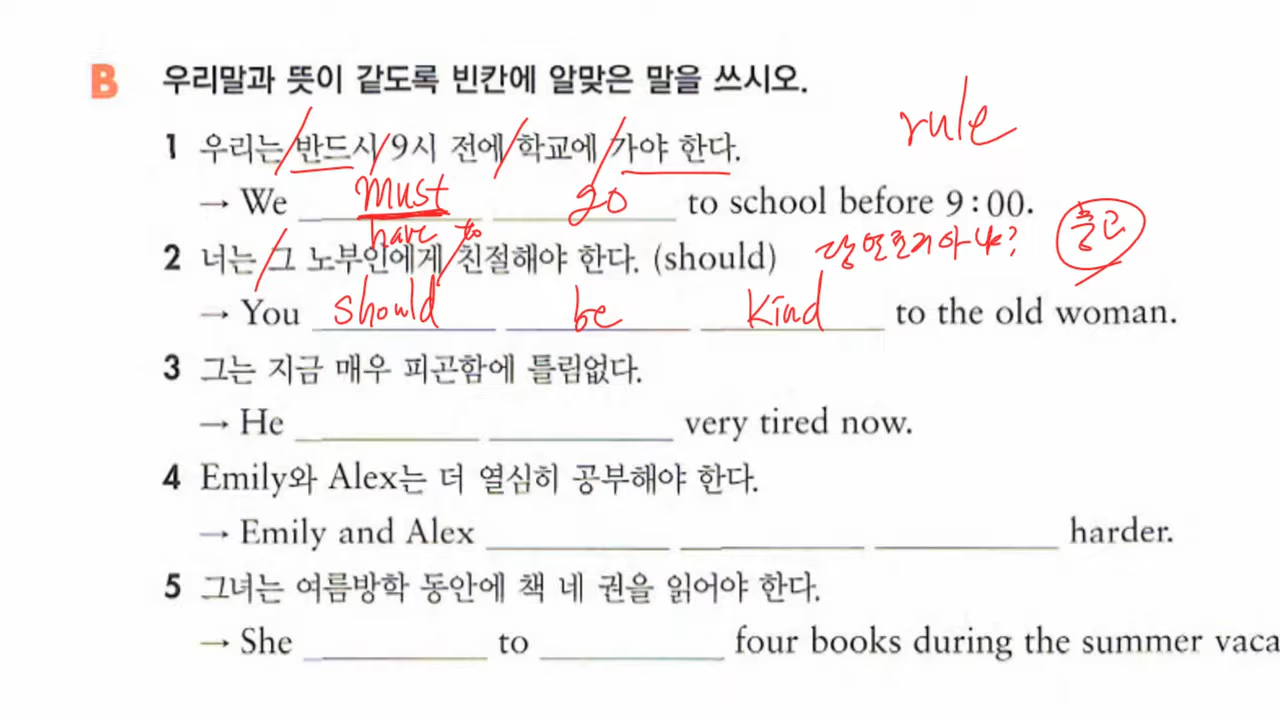 B 우리말과 뜻이 같도록 빈칸에 알맞은 말을 쓰시오.
rule
1 우리는 반드시 9시 전에 학교에 가야 한다.
→ We must go to school before 9:00.
have to
2 너는 그 노부인에게 친절해야 한다. (should)
충고
→ You should be kind to the old woman.
3 그는 지금 매우 피곤함에 틀림없다.
→ He very tired now.
4 Emily와 Alex는 더 열심히 공부해야 한다.
→ Emily and Alex harder.
5 그녀는 여름방학 동안에 책 네 권을 읽어야 한다.
→ She to four books during the summer vaca